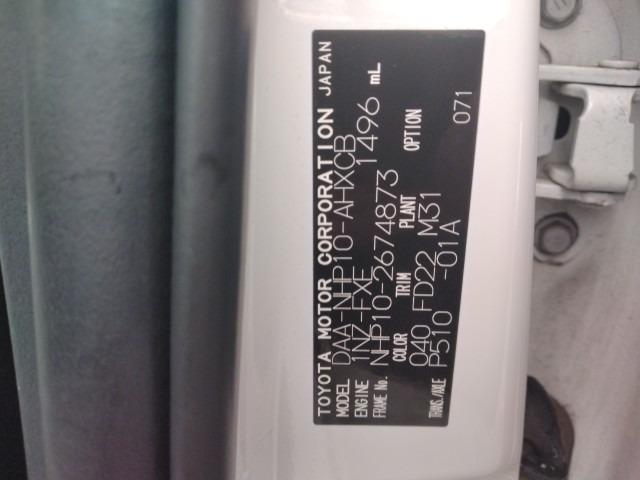 TOYOTA MOTOR CORPORATION JAPAN
MODEL DAA-NHP10-AHXCB
ENGINE 1NZ-FXE 1496 mL
FRAME No. NHP10-2674873
COLOR TRIM PLANT OPTION
040 FD22 M31
TRANS./AXLE P510 -01A 071